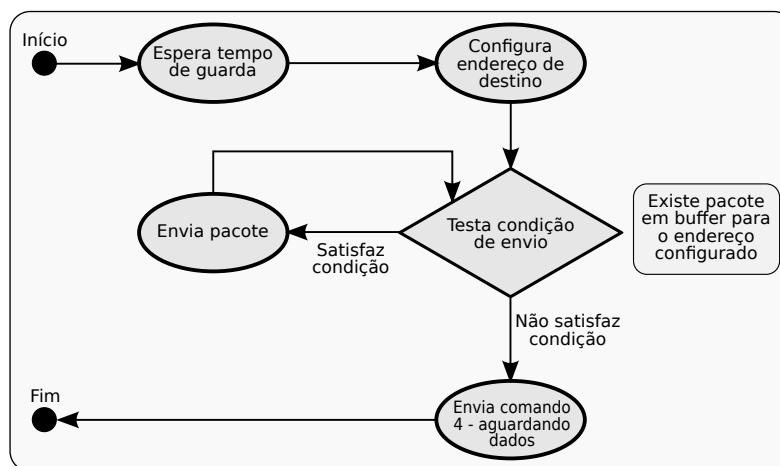 Início
Espera tempo
de guarda
Configura
endereço de
destino
Testa condição
de envio
Existe pacote
em buffer para
o endereço
configurado
Envia pacote
Satisfaz
condição
Não satisfaz
condição
Envia comando
4 - aguardando
dados
Fim